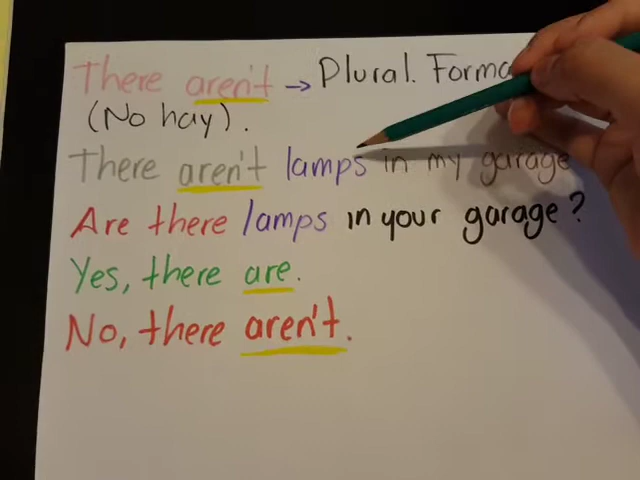 There aren't → Plural. Forma
(No hay).
There aren't lamps in my garage
Are there lamps in your garage?
Yes, there are.
No, there aren't.